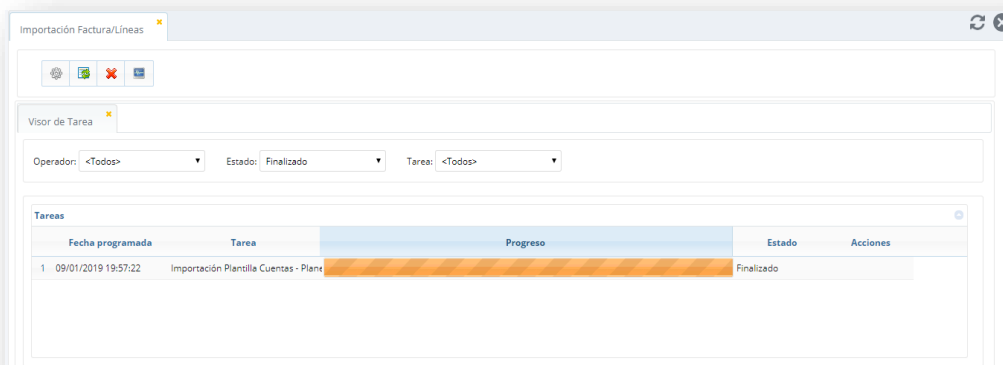 Importación Factura/Líneas
Visor de Tarea
Operador: <Todos> Estado: Finalizado Tarea: <Todos>
Tareas
Fecha programada Tarea Progreso Estado Acciones
1 09/01/2019 19:57:22 Importación Plantilla Cuentas - Plane Finalizado